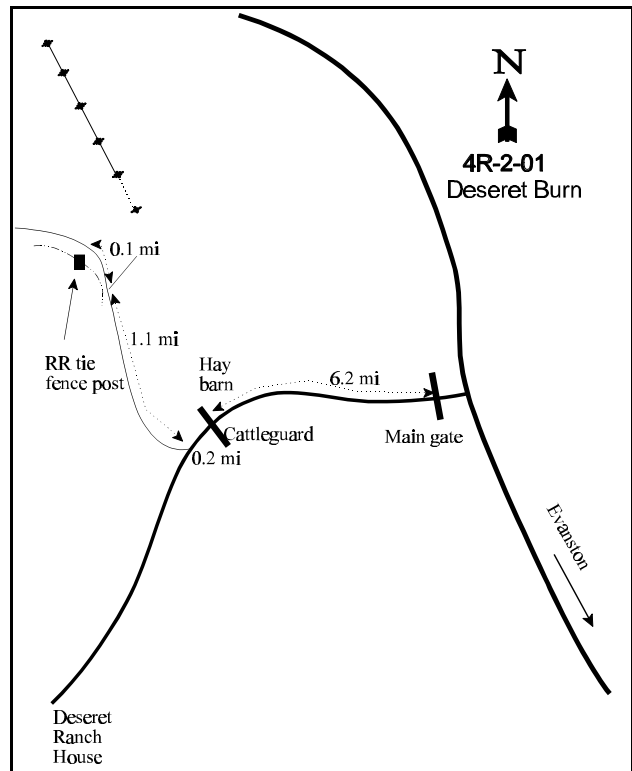 N
4R-2-01
Deseret Burn
0.1 mi
1.1 mi
RR tie
fence post
Hay
barn
6.2 mi
Cattleguard
Main gate
0.2 mi
Evanston
Deseret
Ranch
House